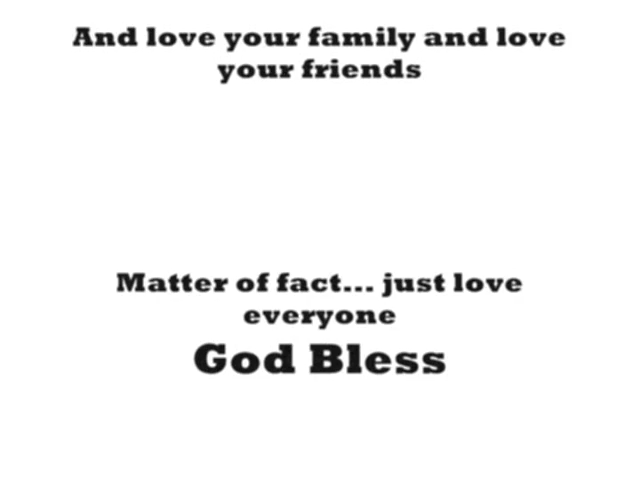 And love your family and love
your friends
Matter of fact... just love
everyone
God Bless